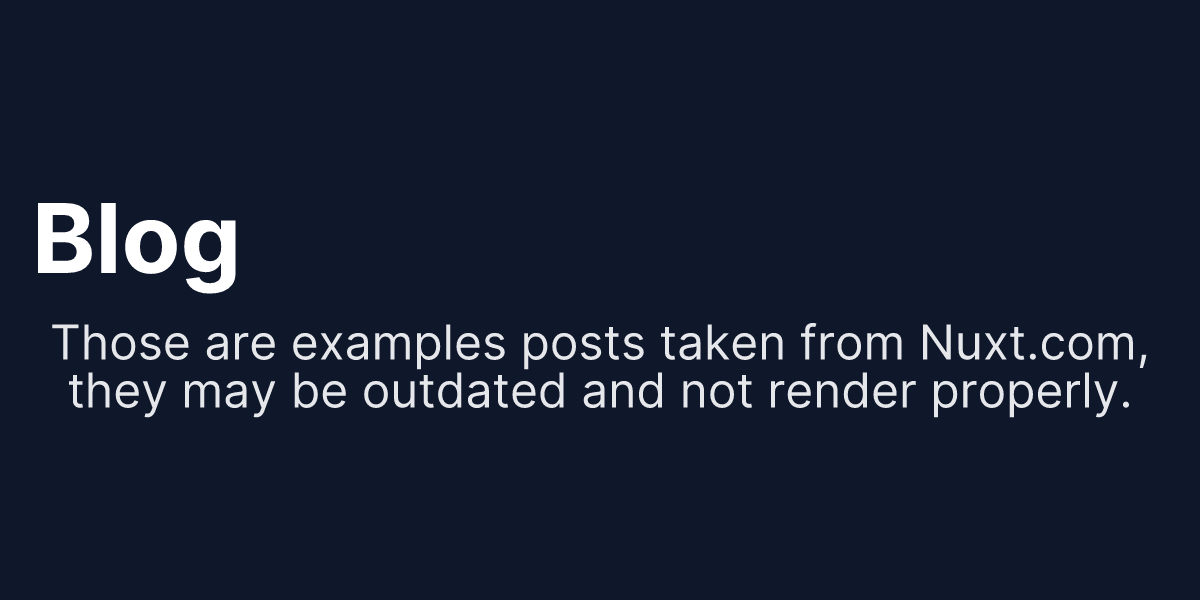 Blog
Those are examples posts taken from Nuxt.com,
they may be outdated and not render properly.